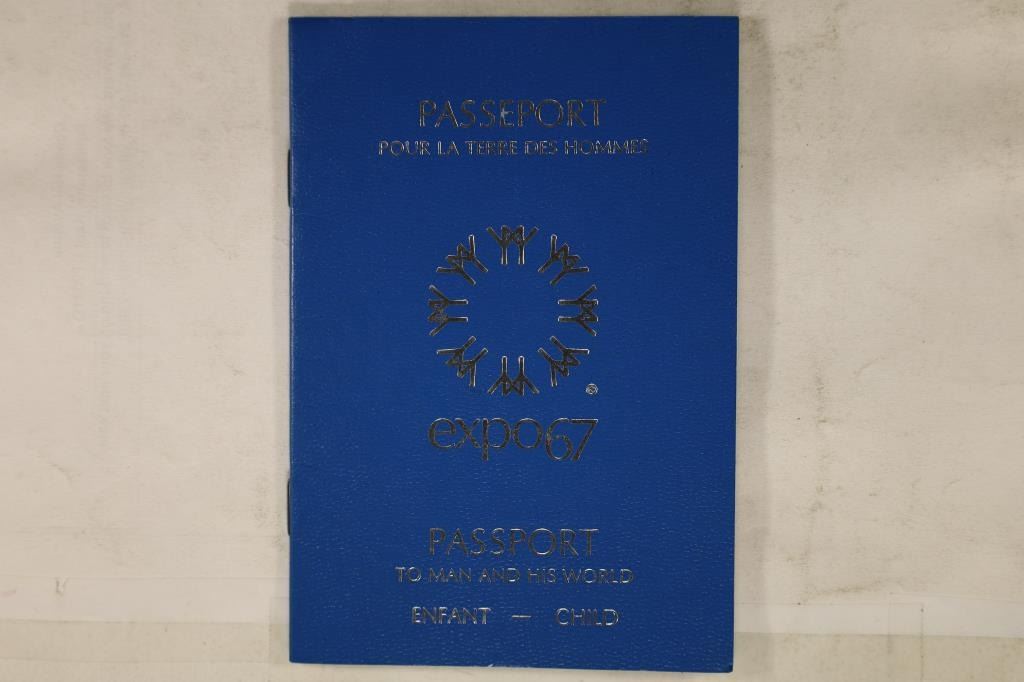 PASSEPORT
POUR LA TERRE DES HOMMES
®
expo67
PASSPORT
TO MAN AND HIS WORLD
ENFANT — CHILD